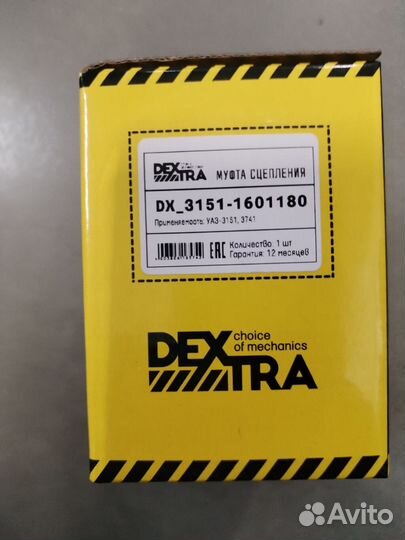 DEXTRA МУФТА СЦЕПЛЕНИЯ
DX_3151-1601180
Применяемость: УАЗ-3151, 3741
EAC
Количество: 1 шт
Гарантия: 12 месяцев
DEXTRA
choice
of mechanics
Avito